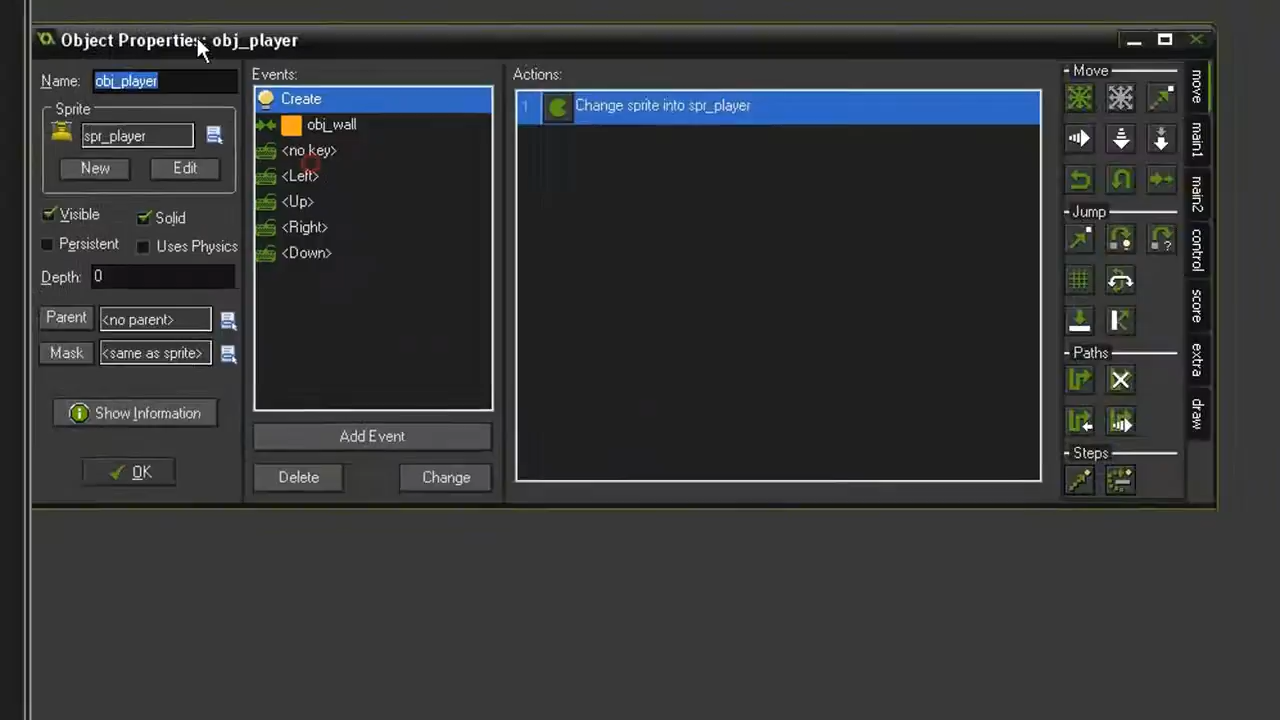 Object Properties: obj_player
Name: obj_player
Sprite
spr_player
New Edit
Visible Solid
Persistent Uses Physics
Depth: 0
Parent <no parent>
Mask <same as sprite>
Show Information
OK
Events:
Create
obj_wall
<no key>
<Left>
<Up>
<Right>
<Down>
Add Event
Delete Change
Actions:
1 Change sprite into spr_player
Move
Jump
Paths
Steps
move
main1
main2
control
score
extra
draw